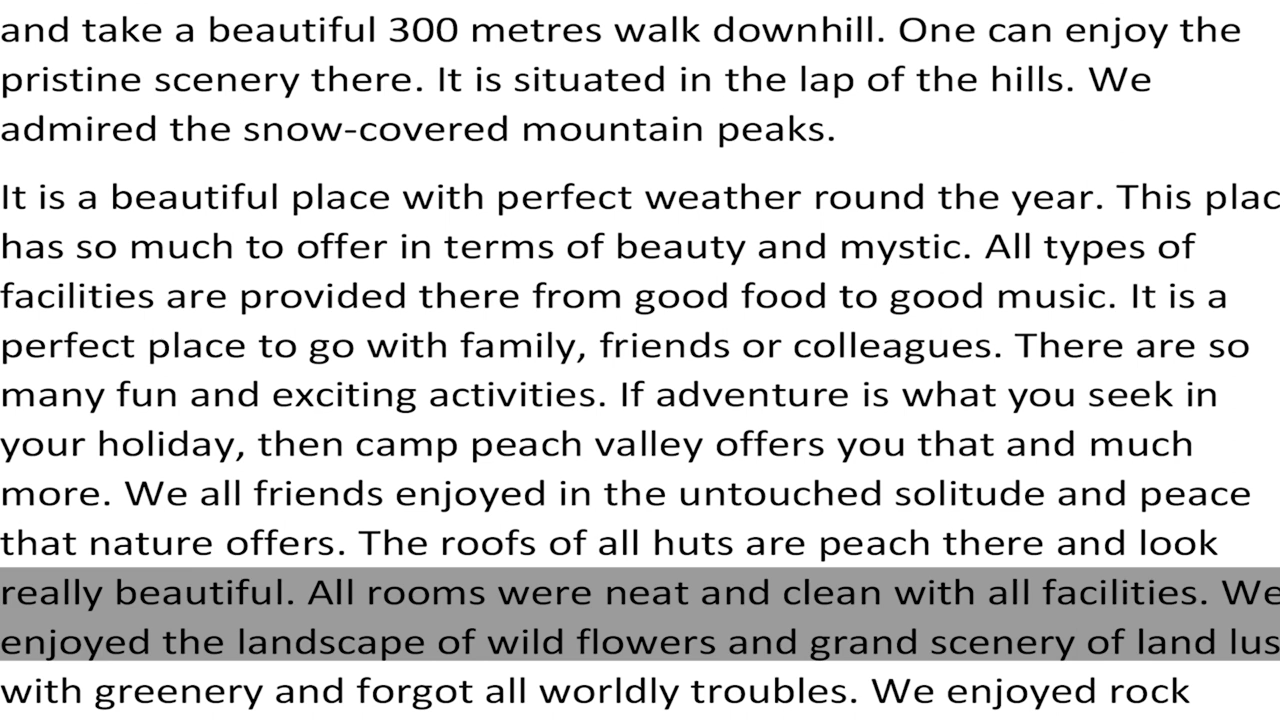 and take a beautiful 300 metres walk downhill. One can enjoy the
pristine scenery there. It is situated in the lap of the hills. We
admired the snow-covered mountain peaks.
It is a beautiful place with perfect weather round the year. This plac
has so much to offer in terms of beauty and mystic. All types of
facilities are provided there from good food to good music. It is a
perfect place to go with family, friends or colleagues. There are so
many fun and exciting activities. If adventure is what you seek in
your holiday, then camp peach valley offers you that and much
more. We all friends enjoyed in the untouched solitude and peace
that nature offers. The roofs of all huts are peach there and look
really beautiful. All rooms were neat and clean with all facilities. We
enjoyed the landscape of wild flowers and grand scenery of land lus
with greenery and forgot all worldly troubles. We enjoyed rock